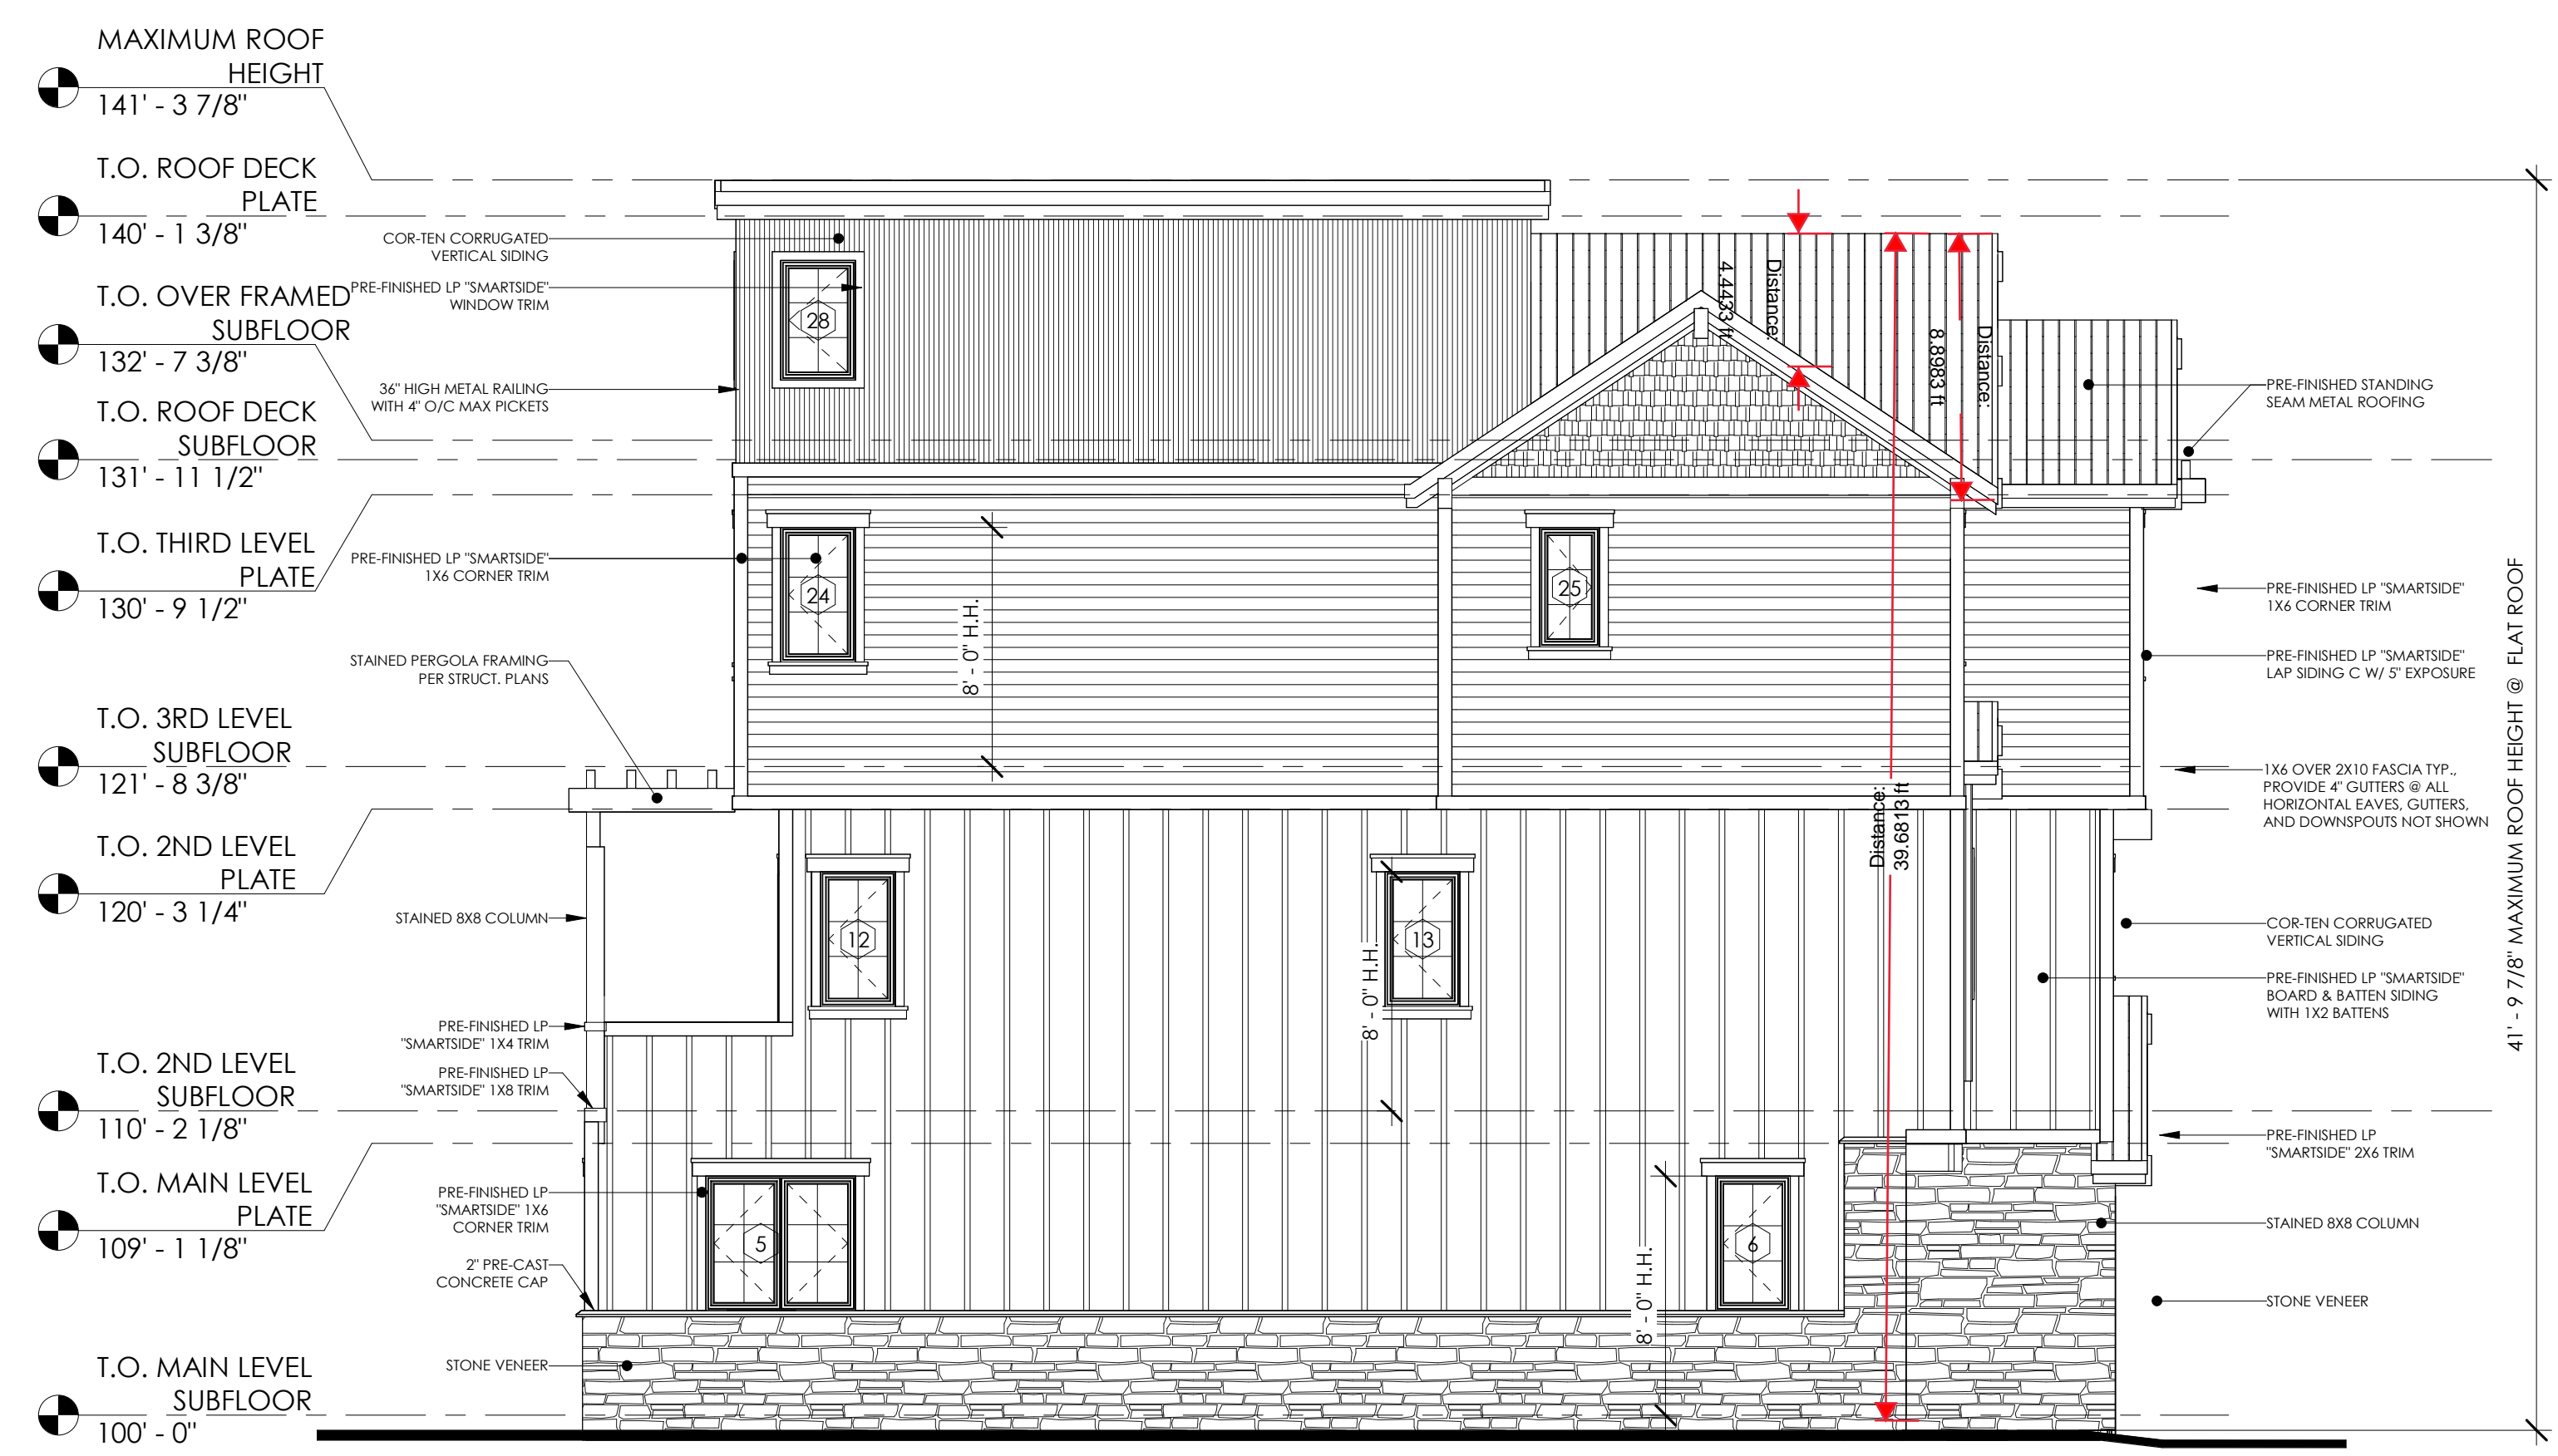 MAXIMUM ROOF
HEIGHT
141' - 3 7/8"
T.O. ROOF DECK
PLATE
140' - 1 3/8"
T.O. OVER FRAMED
SUBFLOOR
132' - 7 3/8"
T.O. ROOF DECK
SUBFLOOR
131' - 11 1/2"
T.O. THIRD LEVEL
PLATE
130' - 9 1/2"
T.O. 3RD LEVEL
SUBFLOOR
121' - 8 3/8"
T.O. 2ND LEVEL
PLATE
120' - 3 1/4"
T.O. 2ND LEVEL
SUBFLOOR
110' - 2 1/8"
T.O. MAIN LEVEL
PLATE
109' - 1 1/8"
T.O. MAIN LEVEL
SUBFLOOR
100' - 0"
COR-TEN CORRUGATED
VERTICAL SIDING
PRE-FINISHED LP "SMARTSIDE"
WINDOW TRIM
36" HIGH METAL RAILING
WITH 4" O/C MAX PICKETS
PRE-FINISHED LP "SMARTSIDE"
1X6 CORNER TRIM
STAINED PERGOLA FRAMING
PER STRUCT. PLANS
STAINED 8X8 COLUMN
PRE-FINISHED LP
"SMARTSIDE" 1X4 TRIM
PRE-FINISHED LP
"SMARTSIDE" 1X8 TRIM
PRE-FINISHED LP
"SMARTSIDE" 1X6
CORNER TRIM
2" PRE-CAST
CONCRETE CAP
STONE VENEER
28
24
25
12
13
5
6
8' - 0" H.H.
8' - 0" H.H.
8' - 0" H.H.
Distance:
4.4433 ft
Distance:
8.8983 ft
Distance:
39.6813 ft
PRE-FINISHED STANDING
SEAM METAL ROOFING
PRE-FINISHED LP "SMARTSIDE"
1X6 CORNER TRIM
PRE-FINISHED LP "SMARTSIDE"
LAP SIDING C W/ 5" EXPOSURE
1X6 OVER 2X10 FASCIA TYP.,
PROVIDE 4" GUTTERS @ ALL
HORIZONTAL EAVES, GUTTERS,
AND DOWNSPOUTS NOT SHOWN
COR-TEN CORRUGATED
VERTICAL SIDING
PRE-FINISHED LP "SMARTSIDE"
BOARD & BATTEN SIDING
WITH 1X2 BATTENS
PRE-FINISHED LP
"SMARTSIDE" 2X6 TRIM
STAINED 8X8 COLUMN
STONE VENEER
41' - 9 7/8" MAXIMUM ROOF HEIGHT @ FLAT ROOF